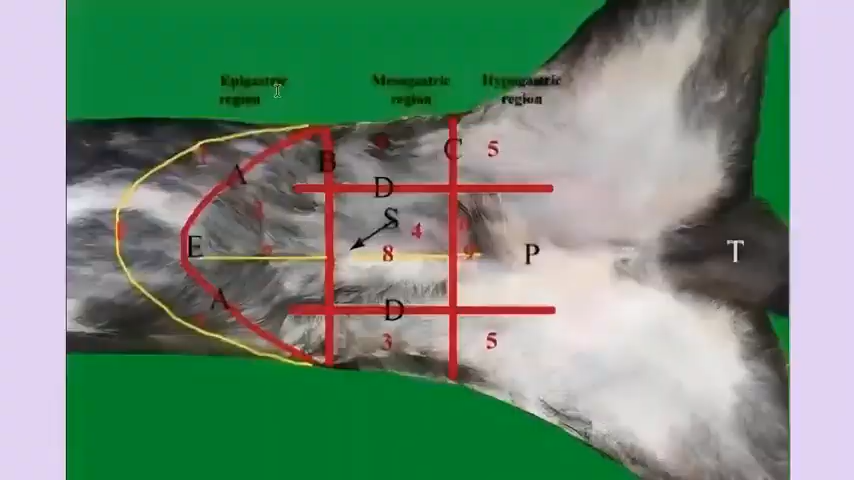 Epigastric Mesogastric Hypogastric
region region region
A B C 5
D
S
4
E 8 9 P T
A D
3 5